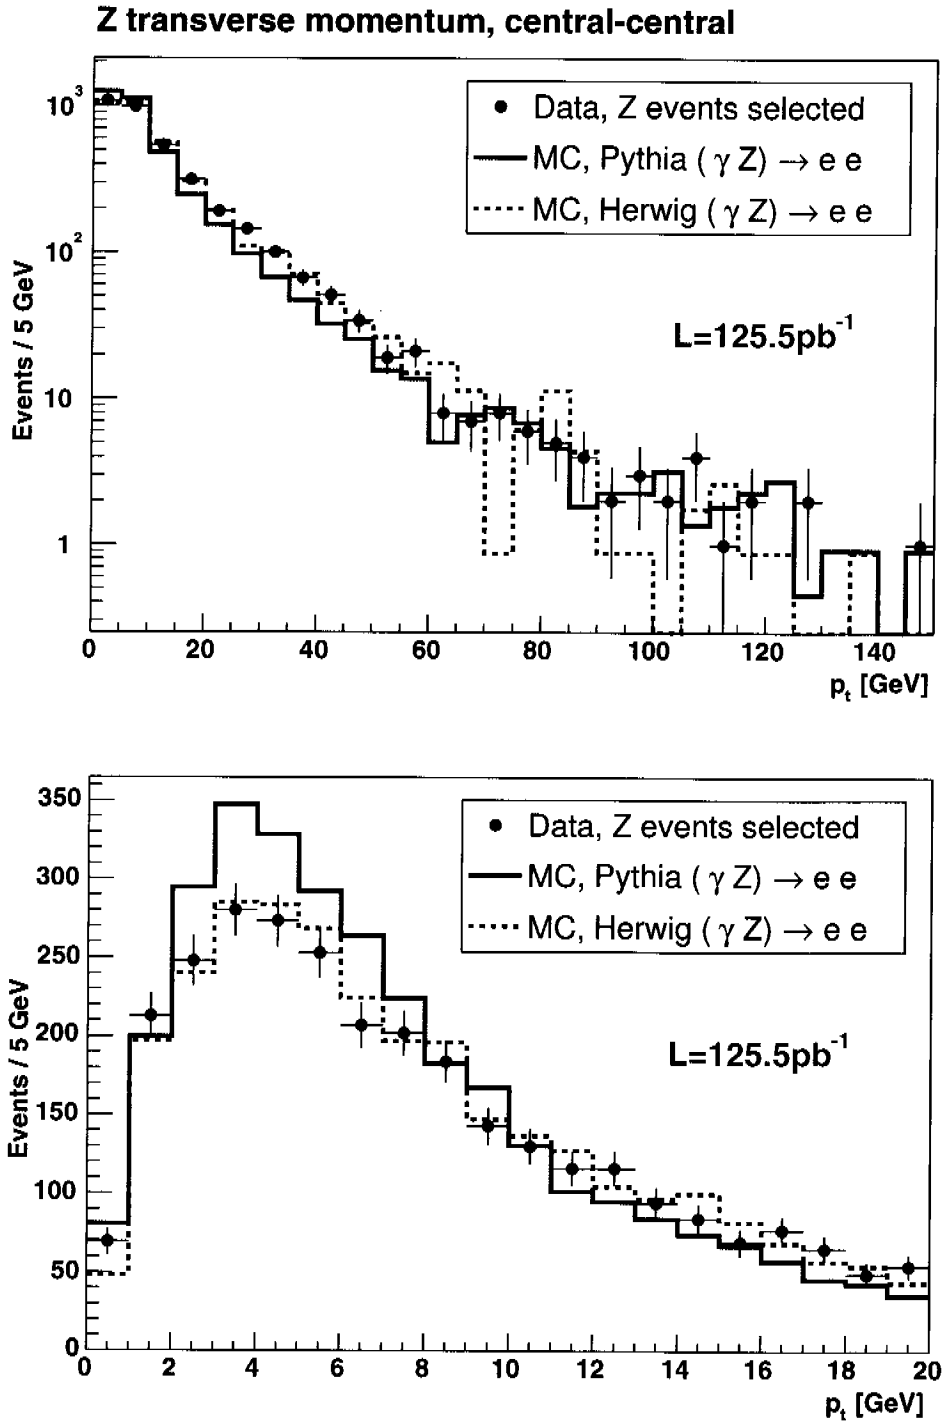 Z transverse momentum, central-central
Events / 5 GeV
10³
10²
10
1
Data, Z events selected
MC, Pythia ( γ Z) → e e
MC, Herwig ( γ Z) → e e
L=125.5pb⁻¹
0 20 40 60 80 100 120 140
pₜ [GeV]
Events / 5 GeV
350
300
250
200
150
100
50
0
Data, Z events selected
MC, Pythia ( γ Z) → e e
MC, Herwig ( γ Z) → e e
L=125.5pb⁻¹
0 2 4 6 8 10 12 14 16 18 20
pₜ [GeV]